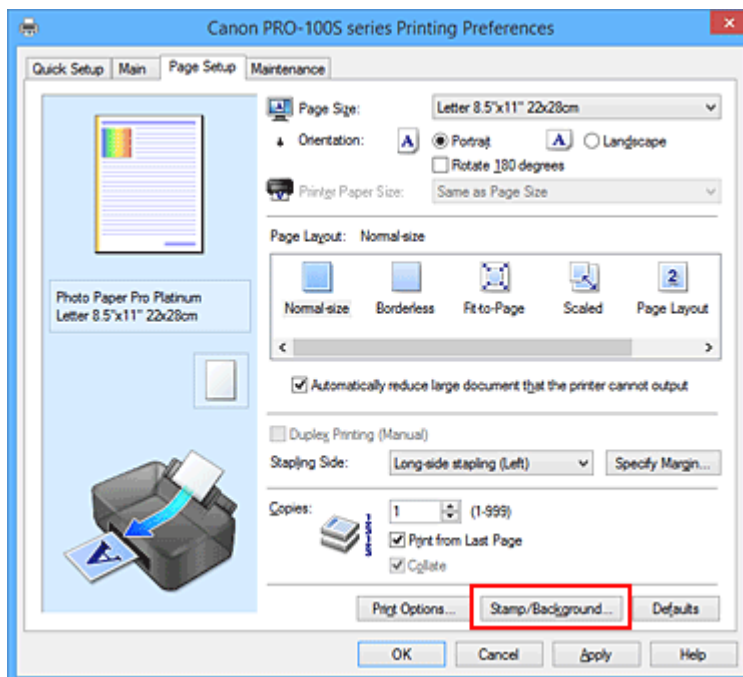 Canon PRO-100S series Printing Preferences
Quick Setup Main Page Setup Maintenance
Page Size: Letter 8.5"x11" 22x28cm
Orientation: A Portrait A Landscape
Rotate 180 degrees
Printer Paper Size: Same as Page Size
Page Layout: Normal-size
2
Normal-size Borderless Fit-to-Page Scaled Page Layout
Photo Paper Pro Platinum
Letter 8.5"x11" 22x28cm
Automatically reduce large document that the printer cannot output
Duplex Printing (Manual)
Stapling Side: Long-side stapling (Left) Specify Margin...
Copies: 1 (1-999)
Print from Last Page
Collate
A
Print Options... Stamp/Background... Defaults
OK Cancel Apply Help